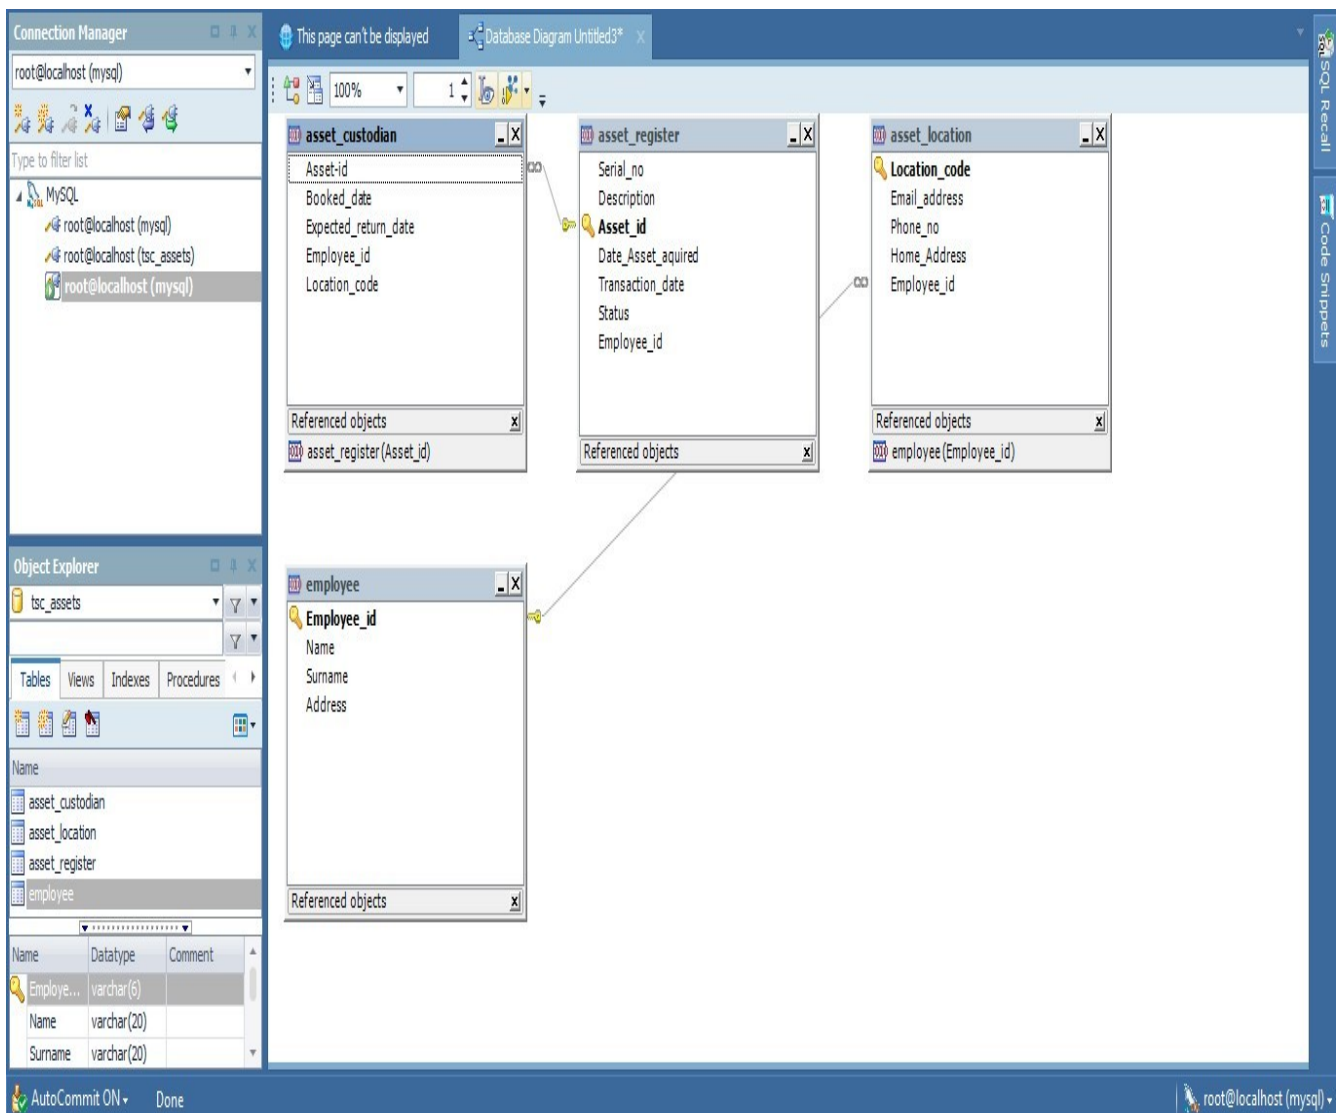 Connection Manager
root@localhost (mysql)
Type to filter list
MySQL
root@localhost (mysql)
root@localhost (tsc_assets)
root@localhost (mysql)
Object Explorer
tsc_assets
Tables Views Indexes Procedures
Name
asset_custodian
asset_location
asset_register
employee
Name Datatype Comment
Employe... varchar(6)
Name varchar(20)
Surname varchar(20)
This page can't be displayed
Database Diagram Untitled3*
100% 1
asset_custodian
Asset-id
Booked_date
Expected_return_date
Employee_id
Location_code
Referenced objects
asset_register(Asset_id)
asset_register
Serial_no
Description
Asset_id
Date_Asset_aquired
Transaction_date
Status
Employee_id
Referenced objects
asset_location
Location_code
Email_address
Phone_no
Home_Address
Employee_id
Referenced objects
employee(Employee_id)
employee
Employee_id
Name
Surname
Address
Referenced objects
SQL Recall
Code Snippets
AutoCommit ON Done
root@localhost (mysql)